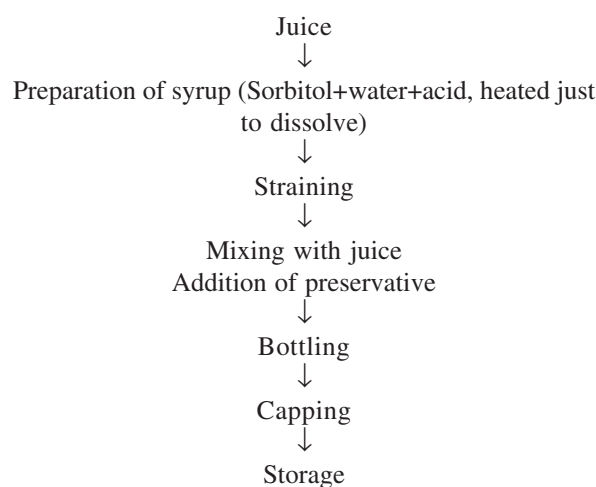 Juice
↓
Preparation of syrup (Sorbitol+water+acid, heated just
to dissolve)
↓
Straining
↓
Mixing with juice
Addition of preservative
↓
Bottling
↓
Capping
↓
Storage